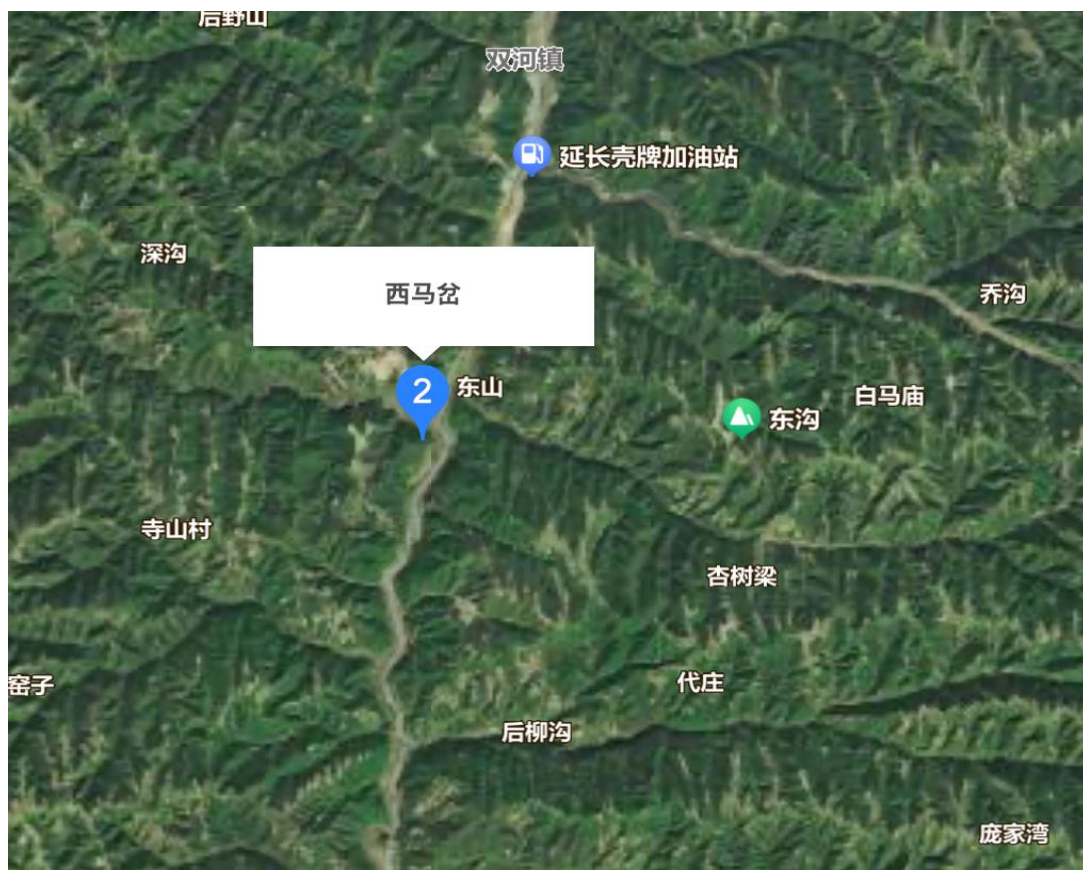 后野山
双河镇
延长壳牌加油站
深沟
西马岔
乔沟
2
东山
白马庙
东沟
寺山村
杏树梁
窑子
代庄
后柳沟
庞家湾